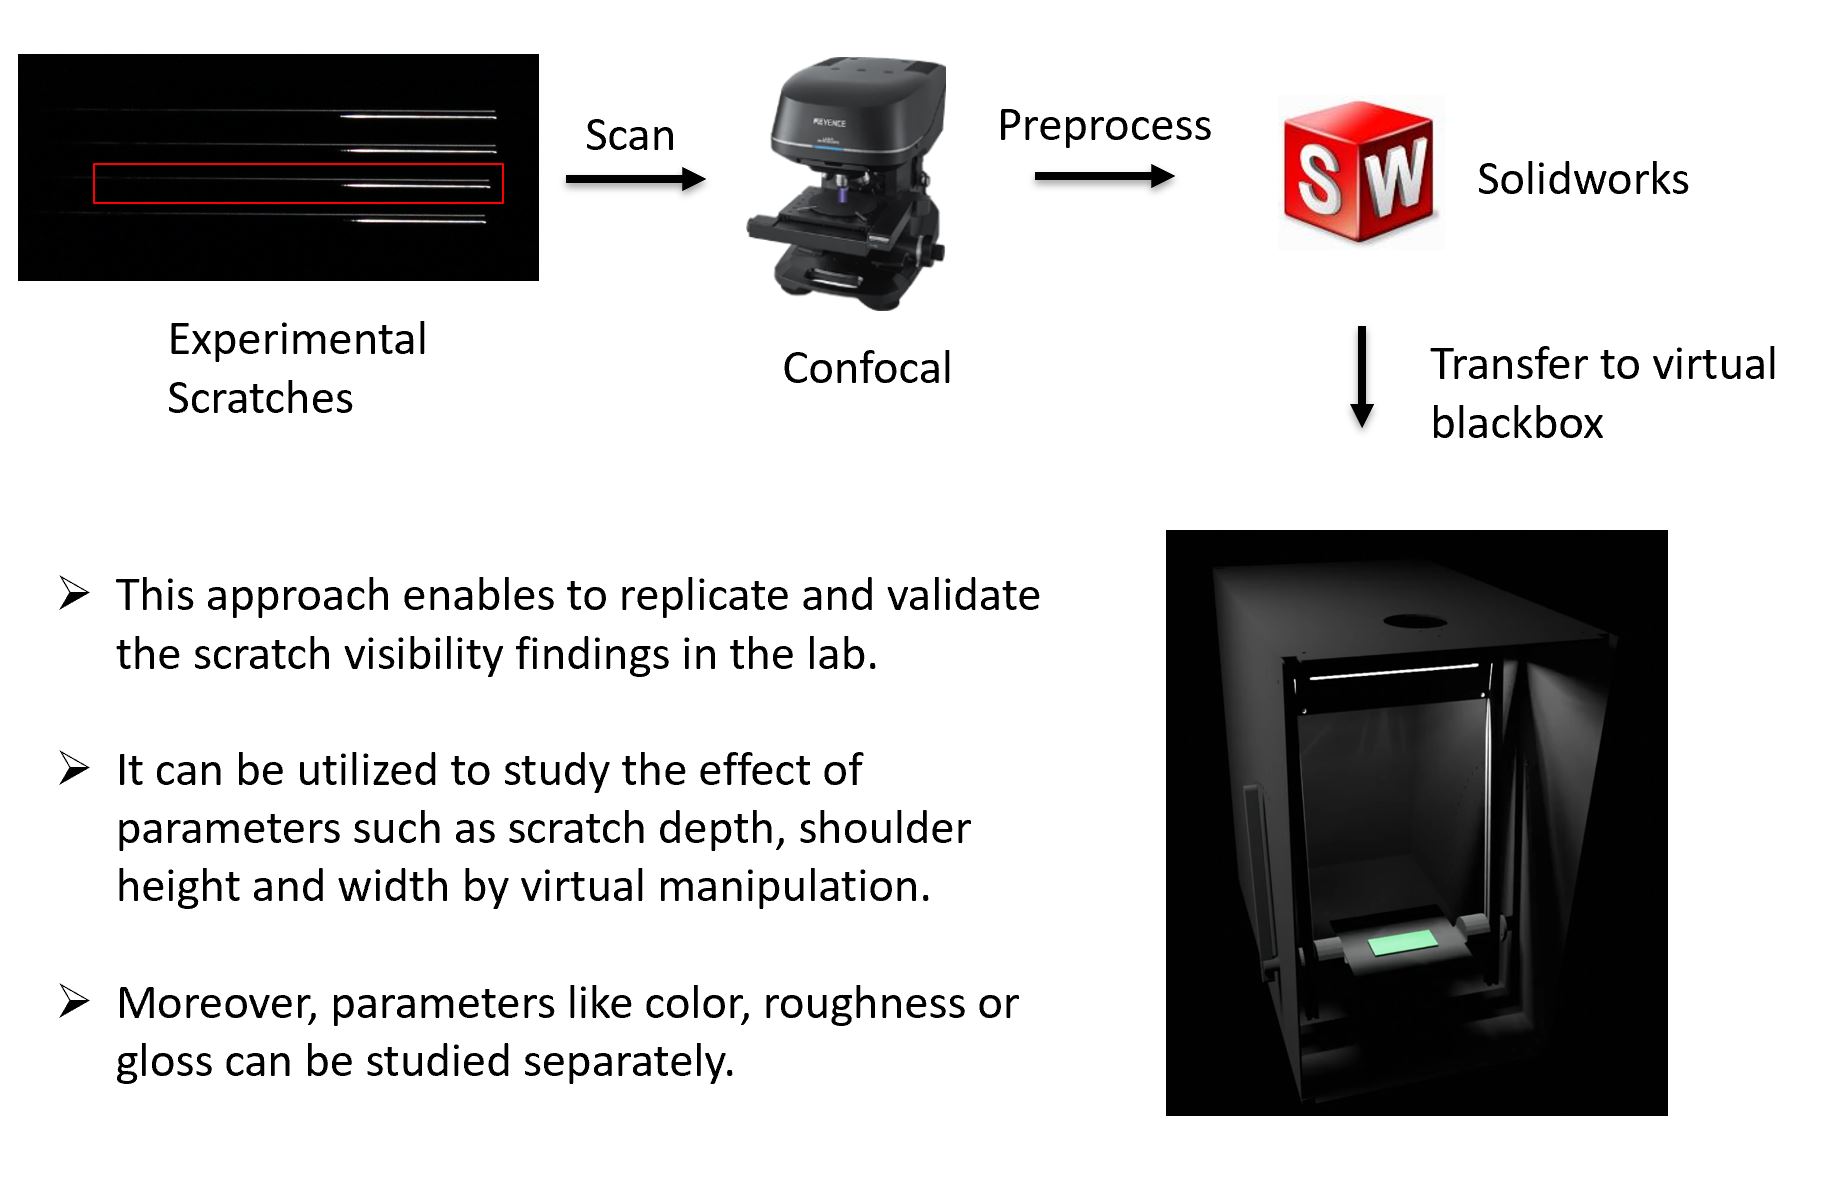 Scan
Preprocess
KEYENCE
SW
Solidworks
Experimental
Scratches
Confocal
Transfer to virtual
blackbox
This approach enables to replicate and validate
the scratch visibility findings in the lab.
It can be utilized to study the effect of
parameters such as scratch depth, shoulder
height and width by virtual manipulation.
Moreover, parameters like color, roughness or
gloss can be studied separately.